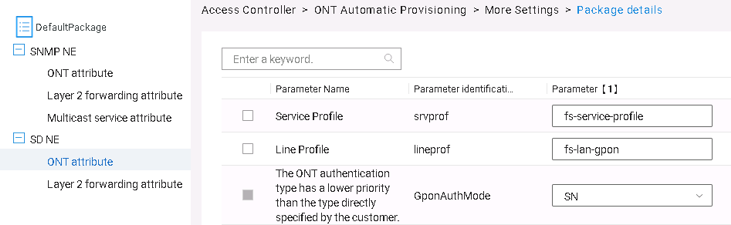 Access Controller > ONT Automatic Provisioning > More Settings > Package details
DefaultPackage
SNMP NE
ONT attribute
Layer 2 forwarding attribute
Multicast service attribute
SD NE
ONT attribute
Layer 2 forwarding attribute
Enter a keyword.
Parameter Name Parameter identificati... Parameter【1】
Service Profile srvprof fs-service-profile
Line Profile lineprof fs-lan-gpon
The ONT authentication
type has a lower priority
than the type directly
specified by the customer.
GponAuthMode SN